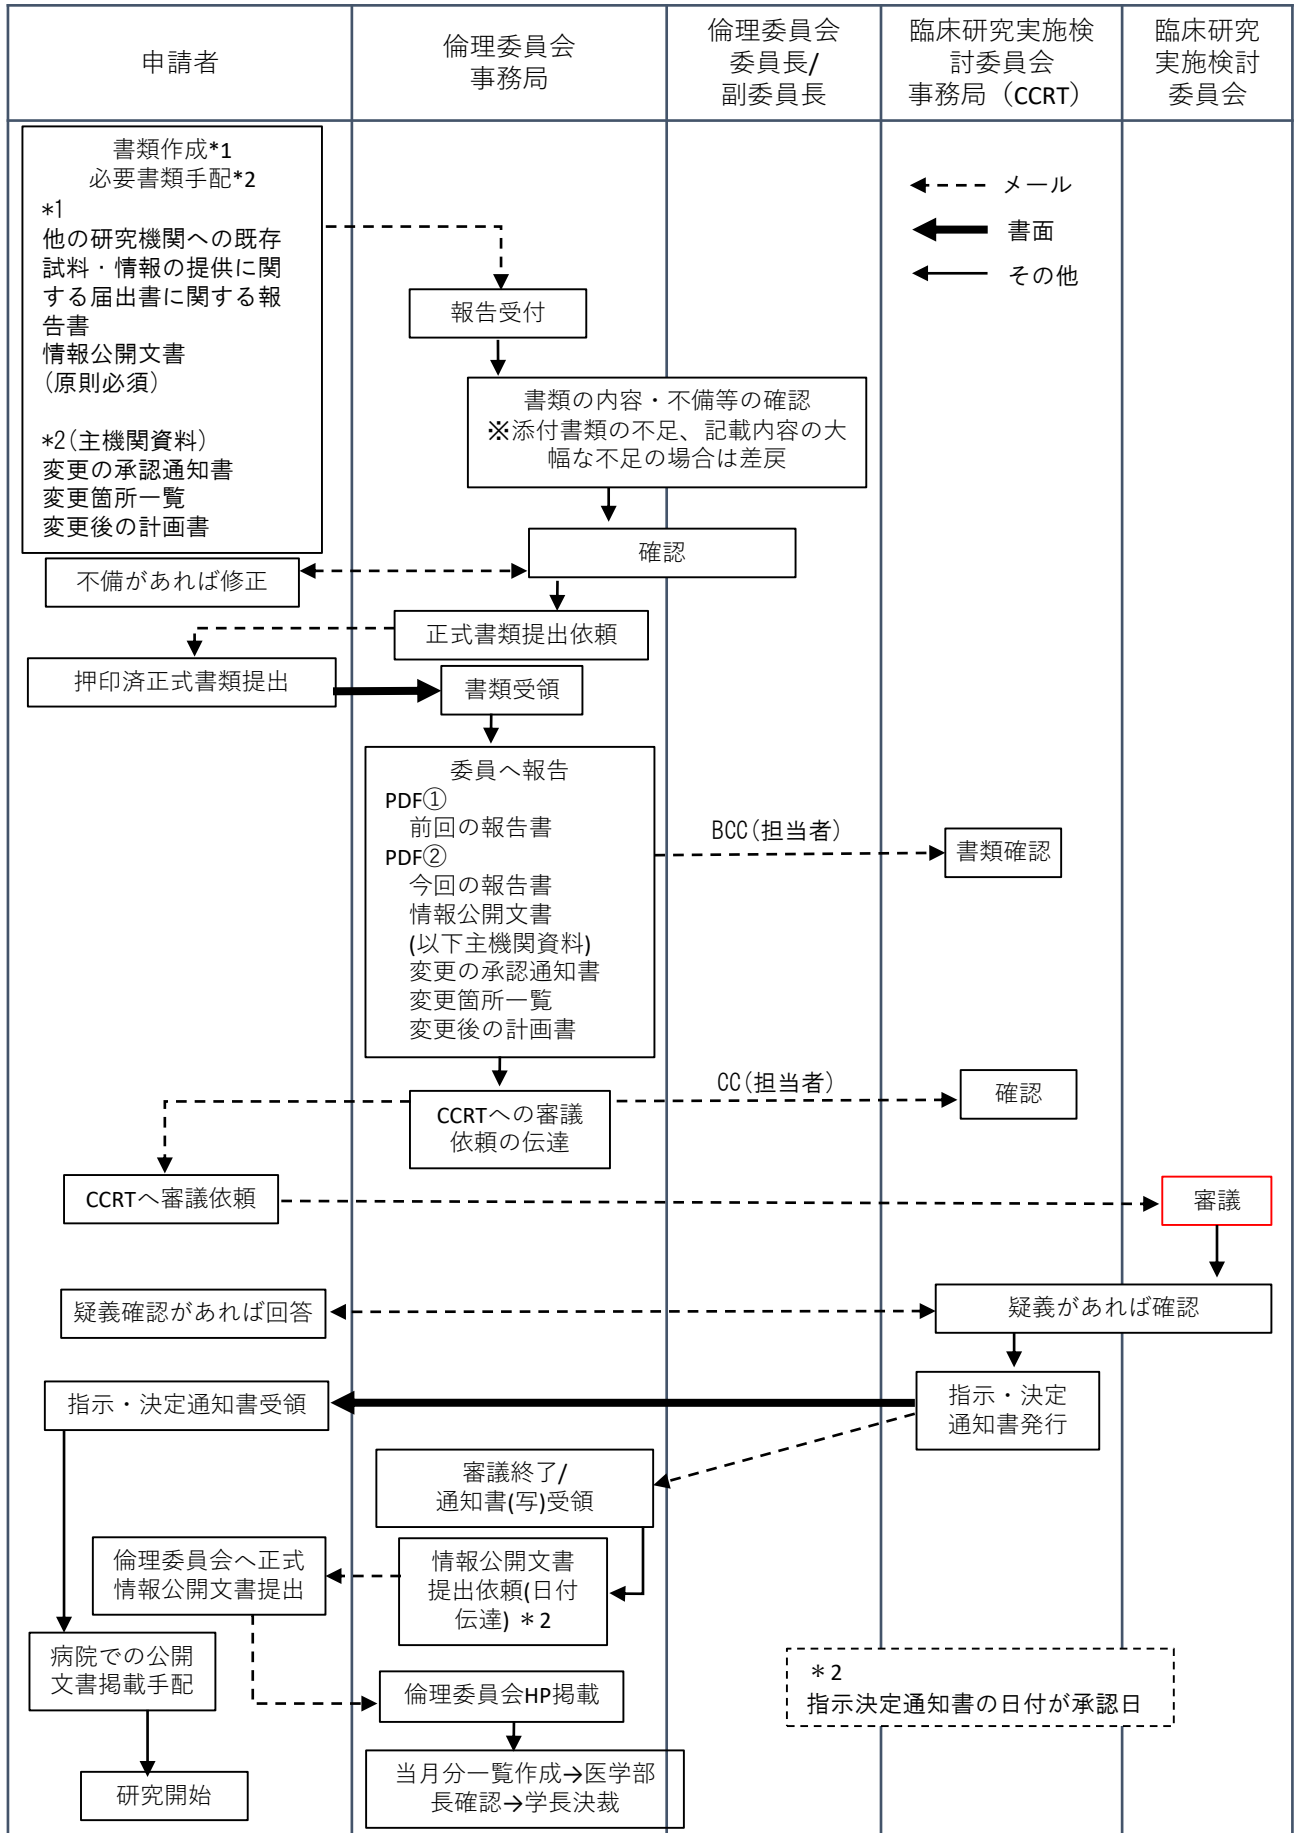 申請者
倫理委員会
事務局
倫理委員会
委員長/
副委員長
臨床研究実施検
討委員会
事務局（CCRT）
臨床研究
実施検討
委員会
書類作成*1
必要書類手配*2
*1
他の研究機関への既存
試料・情報の提供に関
する届出書に関する報
告書
情報公開文書
(原則必須)
*2(主機関資料)
変更の承認通知書
変更箇所一覧
変更後の計画書
メール
書面
その他
報告受付
書類の内容・不備等の確認
※添付書類の不足、記載内容の大
幅な不足の場合は差戻
確認
不備があれば修正
正式書類提出依頼
押印済正式書類提出
書類受領
委員へ報告
PDF①
前回の報告書
PDF②
今回の報告書
情報公開文書
(以下主機関資料)
変更の承認通知書
変更箇所一覧
変更後の計画書
BCC(担当者)
書類確認
CCRTへの審議
依頼の伝達
CC(担当者)
確認
CCRTへ審議依頼
審議
疑義確認があれば回答
疑義があれば確認
指示・決定通知書受領
指示・決定
通知書発行
審議終了/
通知書(写)受領
倫理委員会へ正式
情報公開文書提出
情報公開文書
提出依頼(日付
伝達)＊2
病院での公開
文書掲載手配
倫理委員会HP掲載
＊2
指示決定通知書の日付が承認日
研究開始
当月分一覧作成→医学部
長確認→学長決裁